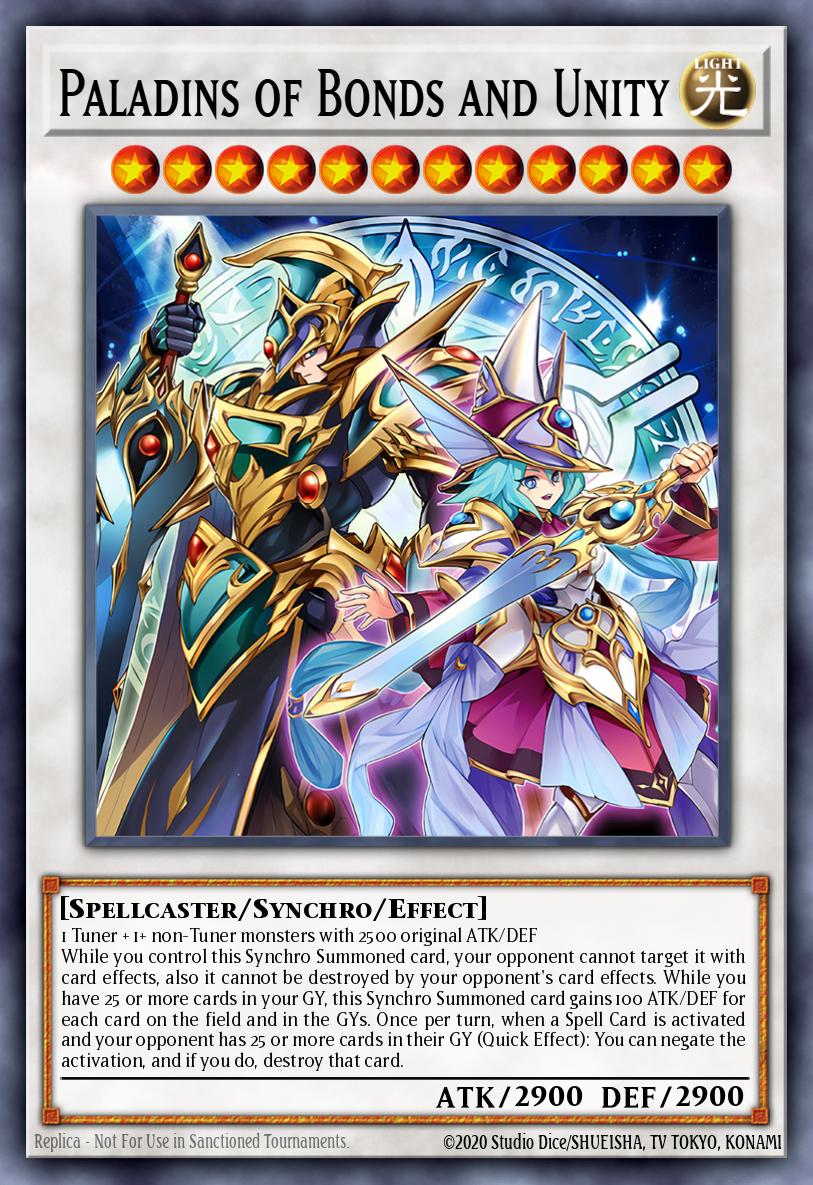 PALADINS OF BONDS AND UNITY
LIGHT
光
[SPELLCASTER/SYNCHRO/EFFECT]
1 Tuner + 1+ non-Tuner monsters with 2500 original ATK/DEF
While you control this Synchro Summoned card, your opponent cannot target it with
card effects, also it cannot be destroyed by your opponent's card effects. While you
have 25 or more cards in your GY, this Synchro Summoned card gains 100 ATK/DEF for
each card on the field and in the GYs. Once per turn, when a Spell Card is activated
and your opponent has 25 or more cards in their GY (Quick Effect): You can negate the
activation, and if you do, destroy that card.
ATK/2900 DEF/2900
Replica - Not For Use in Sanctioned Tournaments.
©2020 Studio Dice/SHUEISHA, TV TOKYO, KONAMI